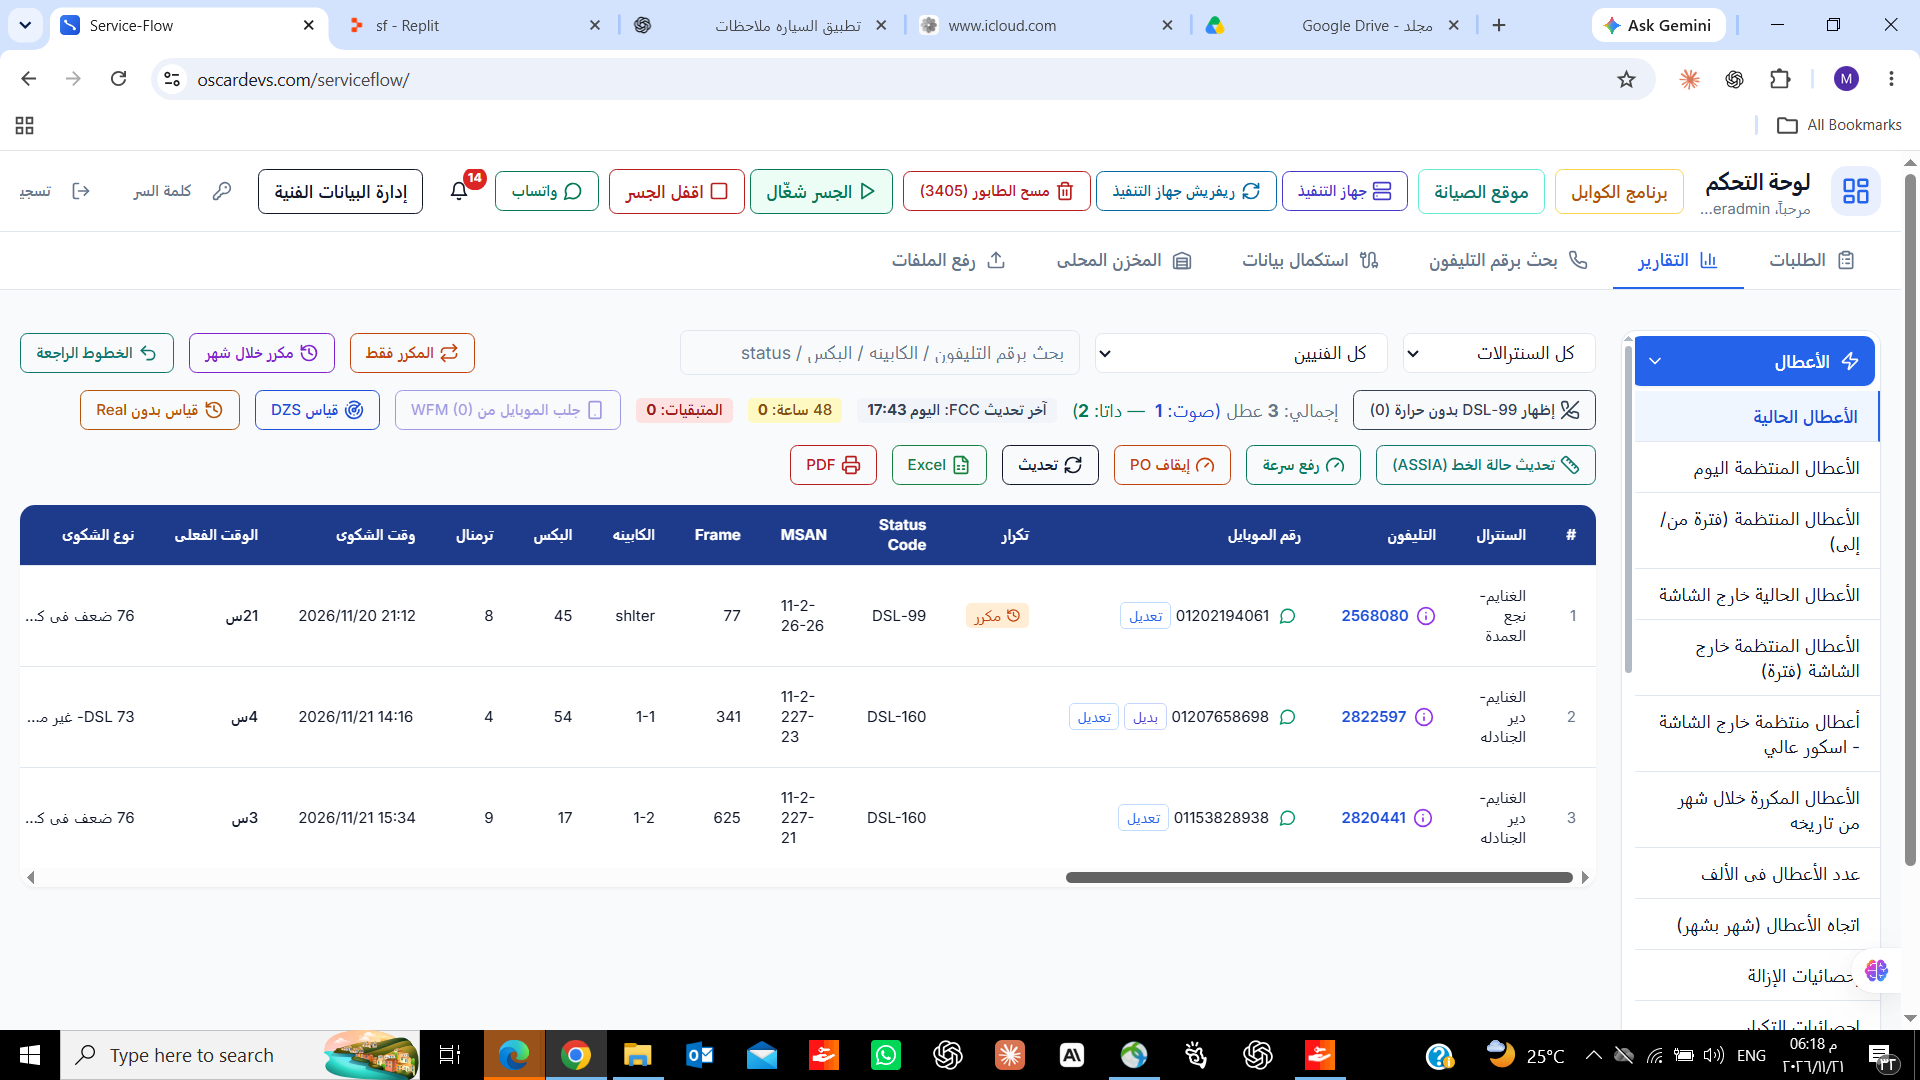 Service-Flow
sf - Replit
تطبيق السياره ملاحظات
www.icloud.com
مجلد - Google Drive
Ask Gemini
oscardevs.com/serviceflow/
M
All Bookmarks
لوحة التحكم
مرحباً، eradmin...
برنامج الكوابل
موقع الصيانة
جهاز التنفيذ
ريفريش جهاز التنفيذ
مسح الطابور (3405)
الجسر شغّال
اقفل الجسر
واتساب
14
إدارة البيانات الفنية
كلمة السر
تسجي
الطلبات
التقارير
بحث برقم التليفون
استكمال بيانات
المخزن المحلى
رفع الملفات
الأعطال
الأعطال الحالية
الأعطال المنتظمة اليوم
الأعطال المنتظمة (فترة من/
إلى)
الأعطال الحالية خارج الشاشة
الأعطال المنتظمة خارج
الشاشة (فترة)
أعطال منتظمة خارج الشاشة
- اسكور عالي
الأعطال المكررة خلال شهر
من تاريخه
عدد الأعطال فى الألف
اتجاه الأعطال (شهر بشهر)
إحصائيات الإزالة
كل السنترالات
كل الفنيين
بحث برقم التليفون / الكابينه / البكس / status
المكرر فقط
مكرر خلال شهر
الخطوط الراجعة
إظهار DSL-99 بدون حرارة (0)
إجمالي: 3 عطل (صوت: 1 — داتا: 2)
آخر تحديث FCC: اليوم 17:43
48 ساعة: 0
المتبقيات: 0
جلب الموبايل من WFM (0)
قياس DZS
قياس بدون Real
تحديث حالة الخط (ASSIA)
رفع سرعة
إيقاف PO
تحديث
Excel
PDF
# السنترال التليفون رقم الموبايل تكرار Status Code MSAN Frame الكابينه البكس ترمنال وقت الشكوى الوقت الفعلى نوع الشكوى
1 الغنايم- نجع العمدة 2568080 01202194061 تعديل مكرر DSL-99 11-2-26-26 77 shlter 45 8 2026/11/20 21:12 21س 76 ضعف فى ك...
2 الغنايم- دير الجنادله 2822597 01207658698 بديل تعديل DSL-160 11-2-227-23 341 1-1 54 4 2026/11/21 14:16 4س 73 DSL- غير م...
3 الغنايم- دير الجنادله 2820441 01153828938 تعديل DSL-160 11-2-227-21 625 1-2 17 9 2026/11/21 15:34 3س 76 ضعف فى ك...
Type here to search
25°C
ENG
06:18 م
٢٠٢٦/١١/٢١
٣٢